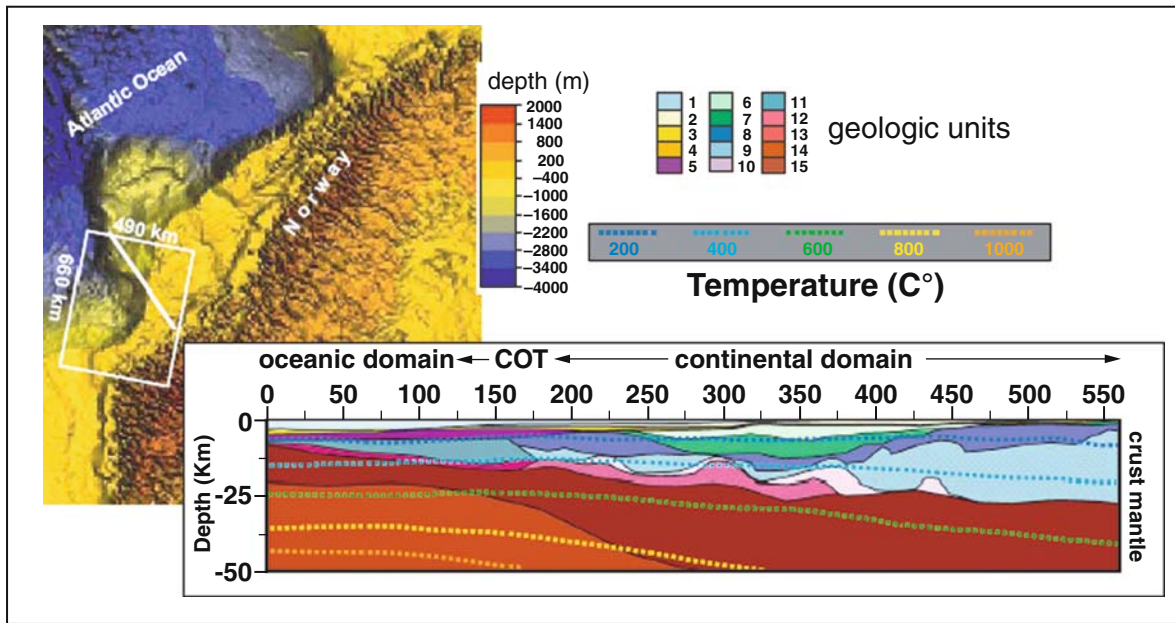 Atlantic Ocean
Norway
490 km
660 km
depth (m)
2000
1400
800
200
−400
−1000
−1600
−2200
−2800
−3400
−4000
1 6 11
2 7 12
3 8 13
4 9 14
5 10 15
geologic units
200 400 600 800 1000
Temperature (C°)
oceanic domain COT continental domain
0 50 100 150 200 250 300 350 400 450 500 550
0
-25
-50
Depth (Km)
crust mantle